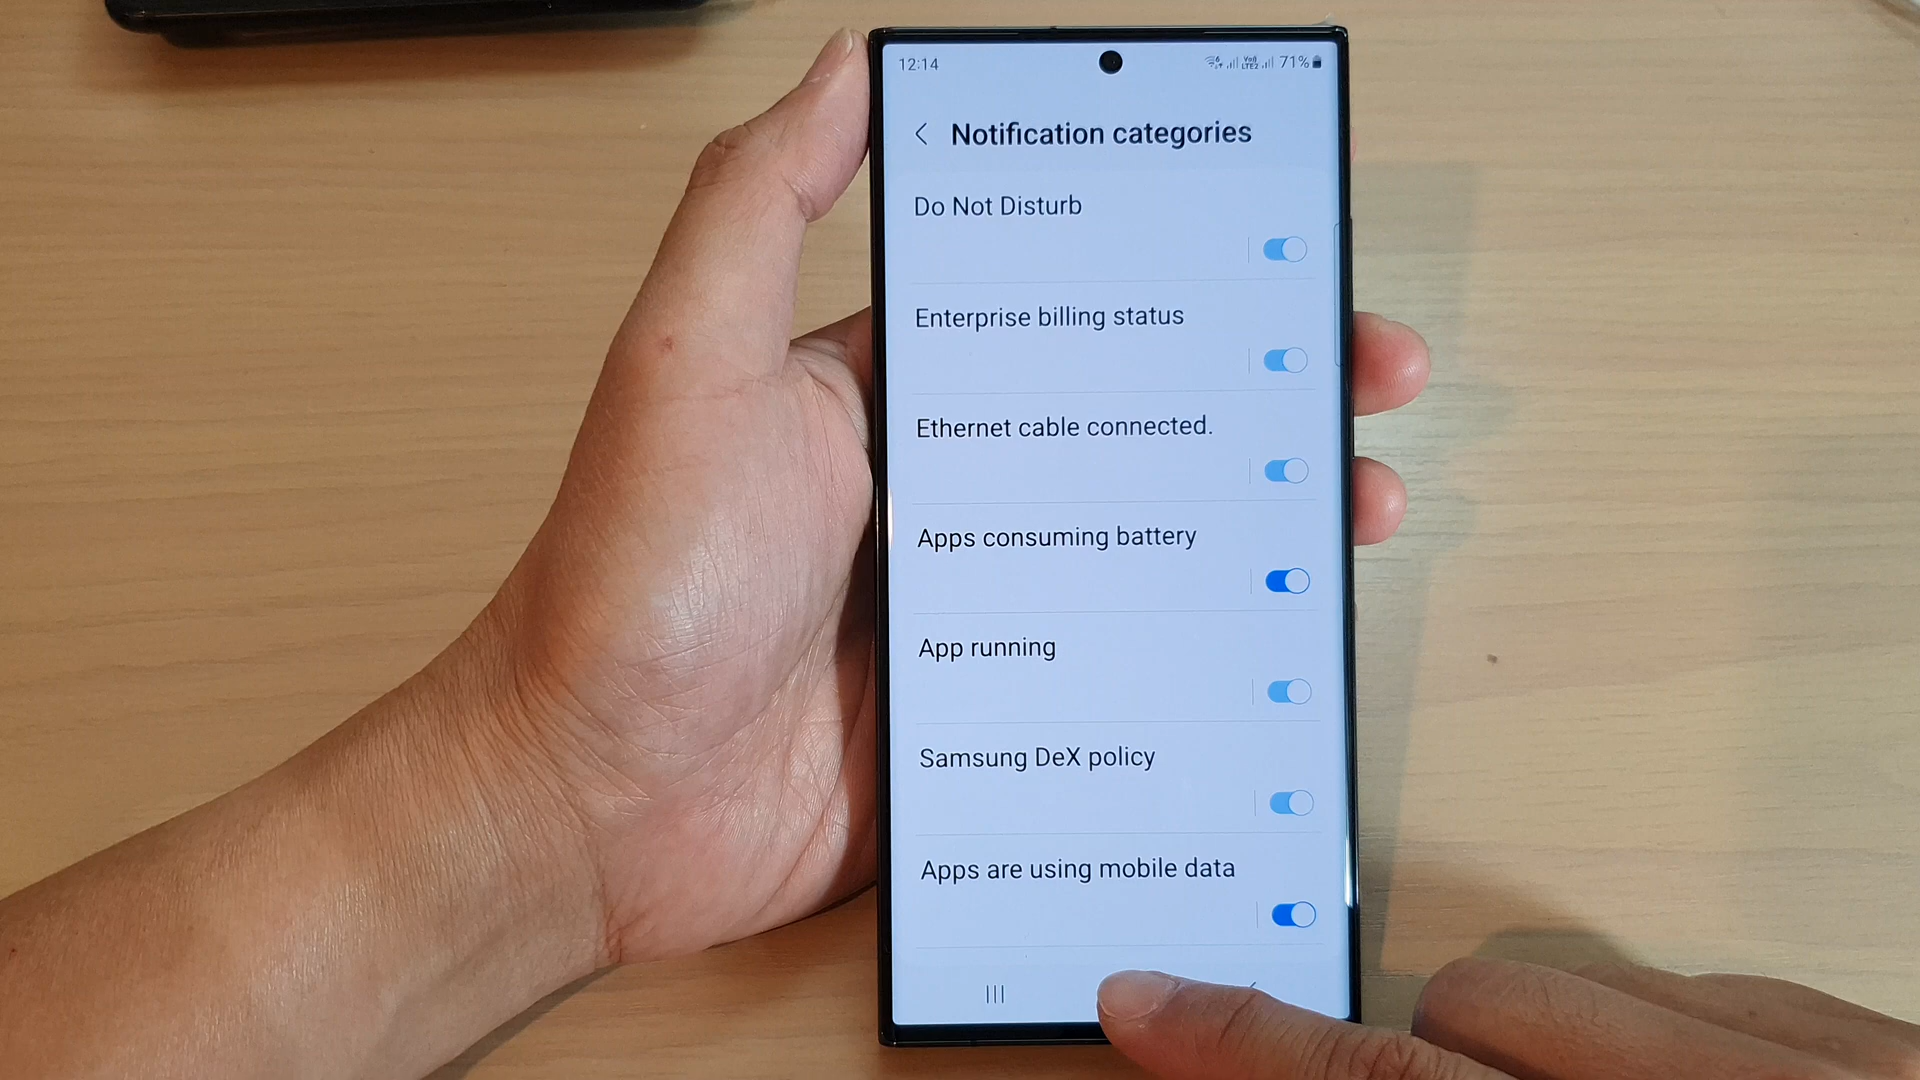 12:14
71%
Notification categories
Do Not Disturb
Enterprise billing status
Ethernet cable connected.
Apps consuming battery
App running
Samsung DeX policy
Apps are using mobile data